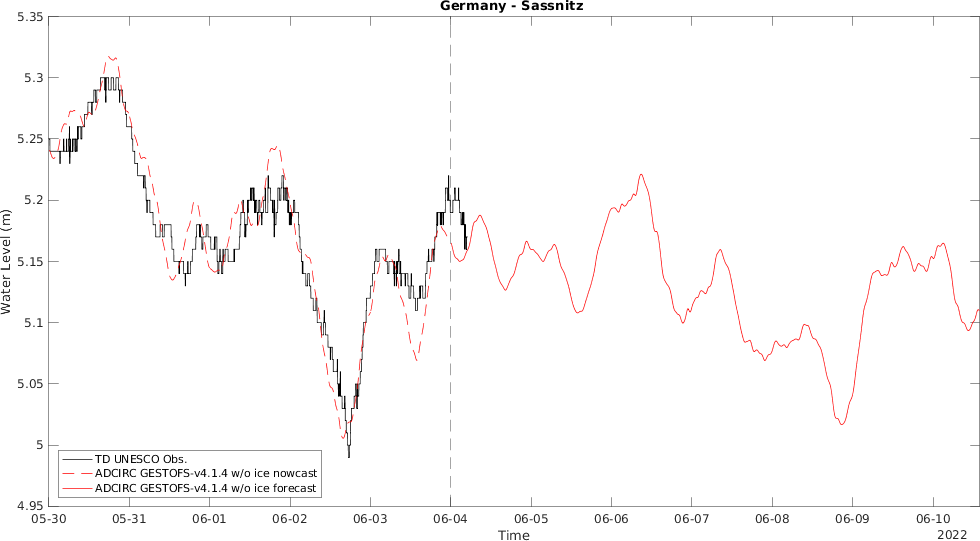 Germany - Sassnitz
5.35
5.3
5.25
5.2
5.15
5.1
5.05
5
4.95
Water Level (m)
TD UNESCO Obs.
ADCIRC GESTOFS-v4.1.4 w/o ice nowcast
ADCIRC GESTOFS-v4.1.4 w/o ice forecast
05-30 05-31 06-01 06-02 06-03 06-04 06-05 06-06 06-07 06-08 06-09 06-10
Time
2022